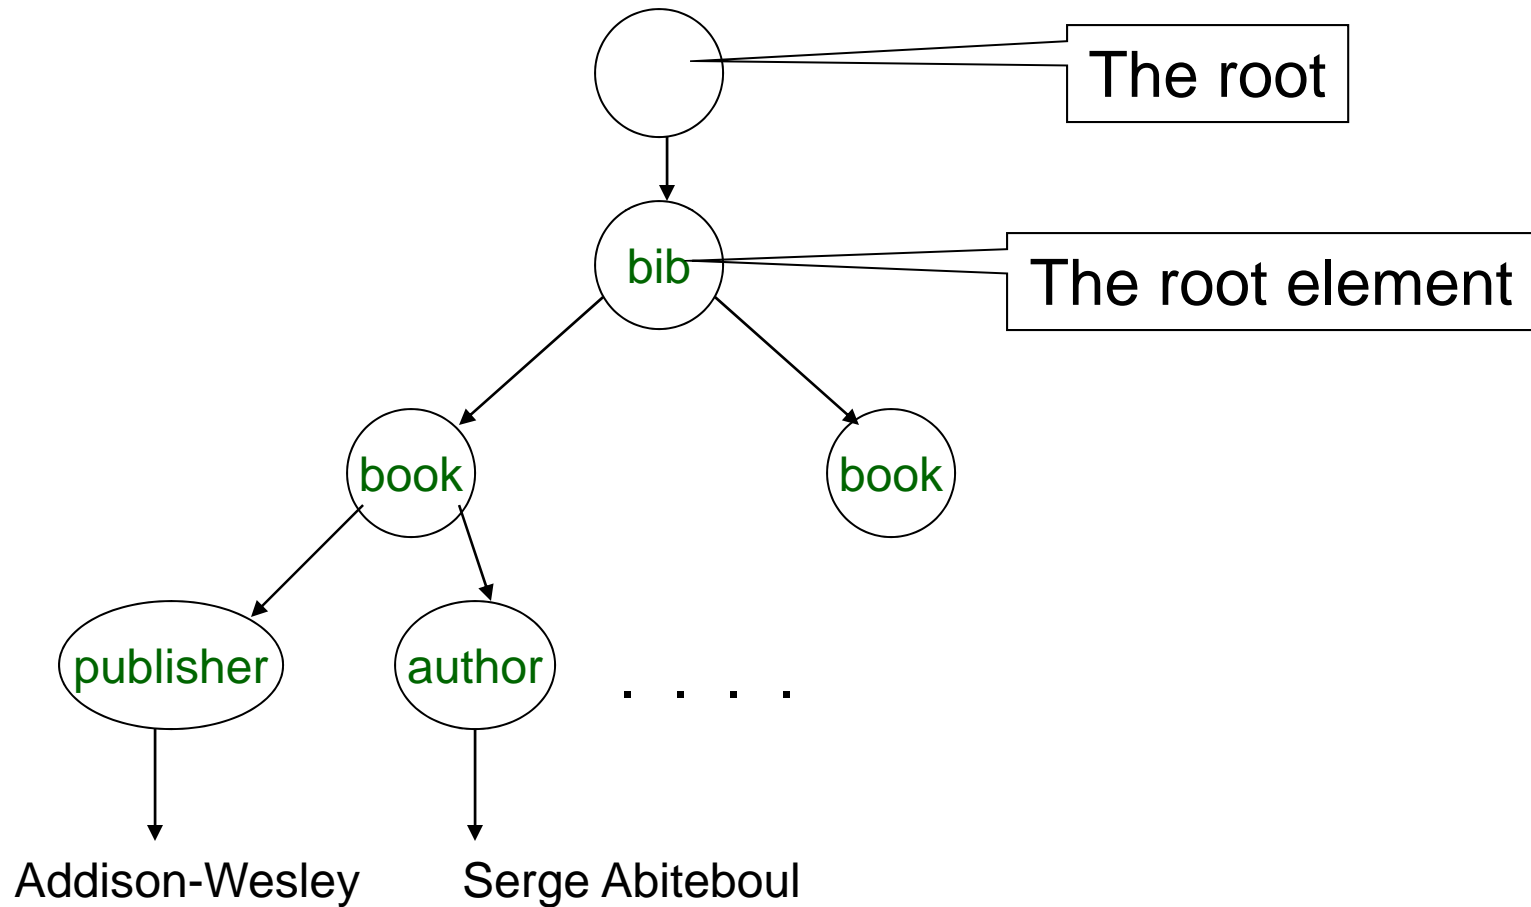 The root
bib
The root element
book
book
publisher
author
. . . .
Addison-Wesley
Serge Abiteboul